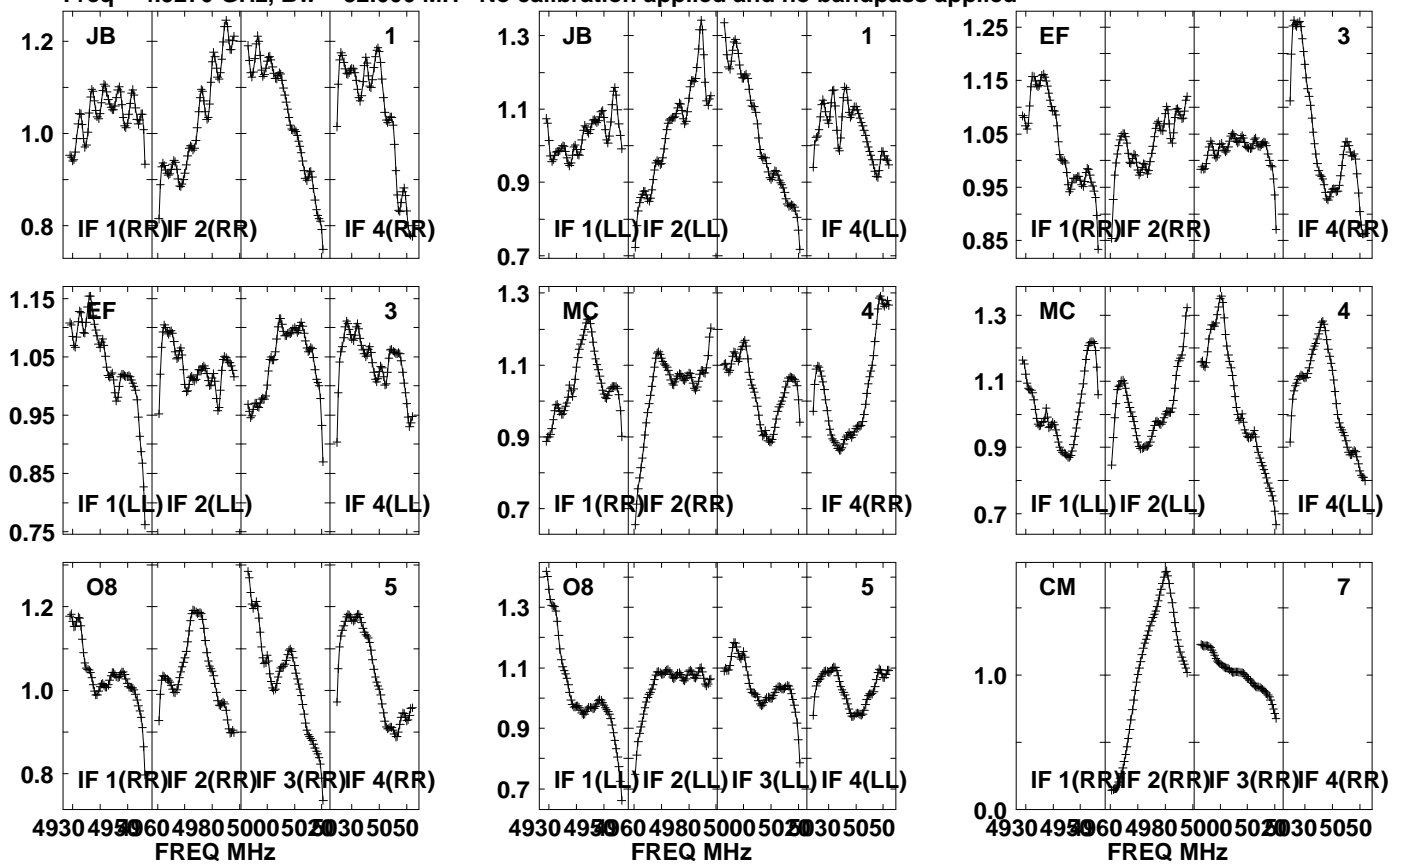 No calibration applied and no bandpass applied
JB 1 JB 1 EF 3
1.2 1.3 1.25
1.15
1.0 1.1 1.05
0.9 0.95
0.8 0.7 0.85
IF 1(RR) IF 2(RR) IF 4(RR) IF 1(LL) IF 2(LL) IF 4(LL) IF 1(RR) IF 2(RR) IF 4(RR)
EF 3 MC 4 MC 4
1.15 1.3 1.3
1.05 1.1 1.1
0.95 0.9 0.9
0.85
0.75 0.7 0.7
IF 1(LL) IF 2(LL) IF 4(LL) IF 1(RR) IF 2(RR) IF 4(RR) IF 1(LL) IF 2(LL) IF 4(LL)
O8 5 O8 5 CM 7
1.2 1.3
1.0 1.1 1.0
0.9
0.8 0.7 0.0
IF 1(RR) IF 2(RR) IF 3(RR) IF 4(RR) IF 1(LL) IF 2(LL) IF 3(LL) IF 4(LL) IF 1(RR) IF 2(RR) IF 3(RR) IF 4(RR)
4930 4950 4960 4980 5000 5020 5030 5050 4930 4950 4960 4980 5000 5020 5030 5050 4930 4950 4960 4980 5000 5020 5030 5050
FREQ MHz FREQ MHz FREQ MHz